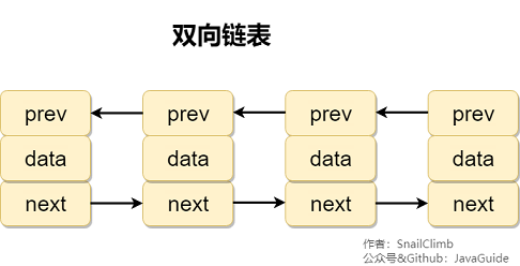 双向链表
prev prev prev prev
data data data data
next next next next
作者：SnailClimb
公众号&Github：JavaGuide